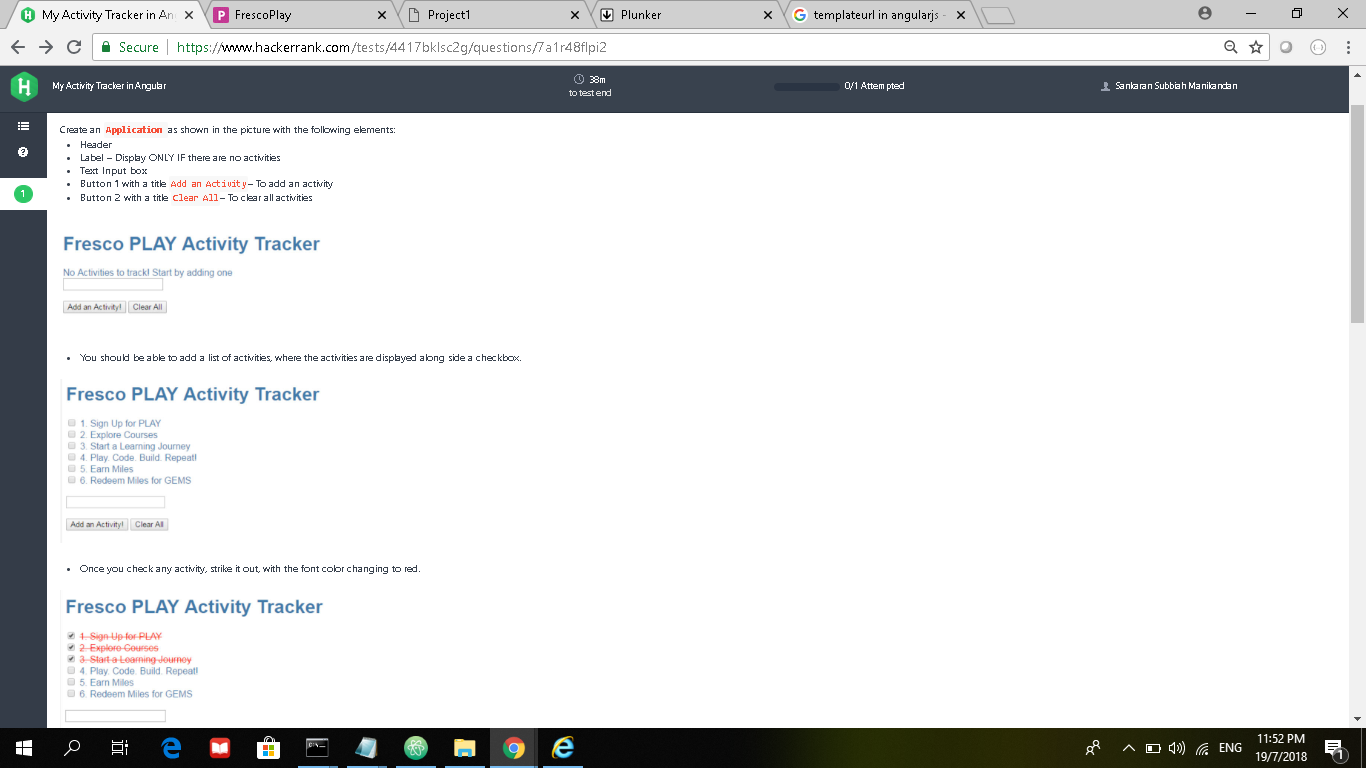 My Activity Tracker in An
FrescoPlay
Project1
Plunker
templateurl in angularjs -
Secure
https://www.hackerrank.com/tests/4417bklsc2g/questions/7a1r48flpi2
My Activity Tracker in Angular
38m
to test end
0/1 Attempted
Sankaran Subbiah Manikandan
1
Create an Application as shown in the picture with the following elements:
• Header
• Label – Display ONLY IF there are no activities
• Text Input box
• Button 1 with a title Add an Activity– To add an activity
• Button 2 with a title Clear All– To clear all activities
Fresco PLAY Activity Tracker
No Activities to track! Start by adding one
Add an Activity! Clear All
• You should be able to add a list of activities, where the activities are displayed along side a checkbox.
Fresco PLAY Activity Tracker
1. Sign Up for PLAY
2. Explore Courses
3. Start a Learning Journey
4. Play. Code. Build. Repeat!
5. Earn Miles
6. Redeem Miles for GEMS
Add an Activity! Clear All
• Once you check any activity, strike it out, with the font color changing to red.
Fresco PLAY Activity Tracker
1. Sign Up for PLAY
2. Explore Courses
3. Start a Learning Journey
4. Play. Code. Build. Repeat!
5. Earn Miles
6. Redeem Miles for GEMS
ENG
11:52 PM
19/7/2018
1